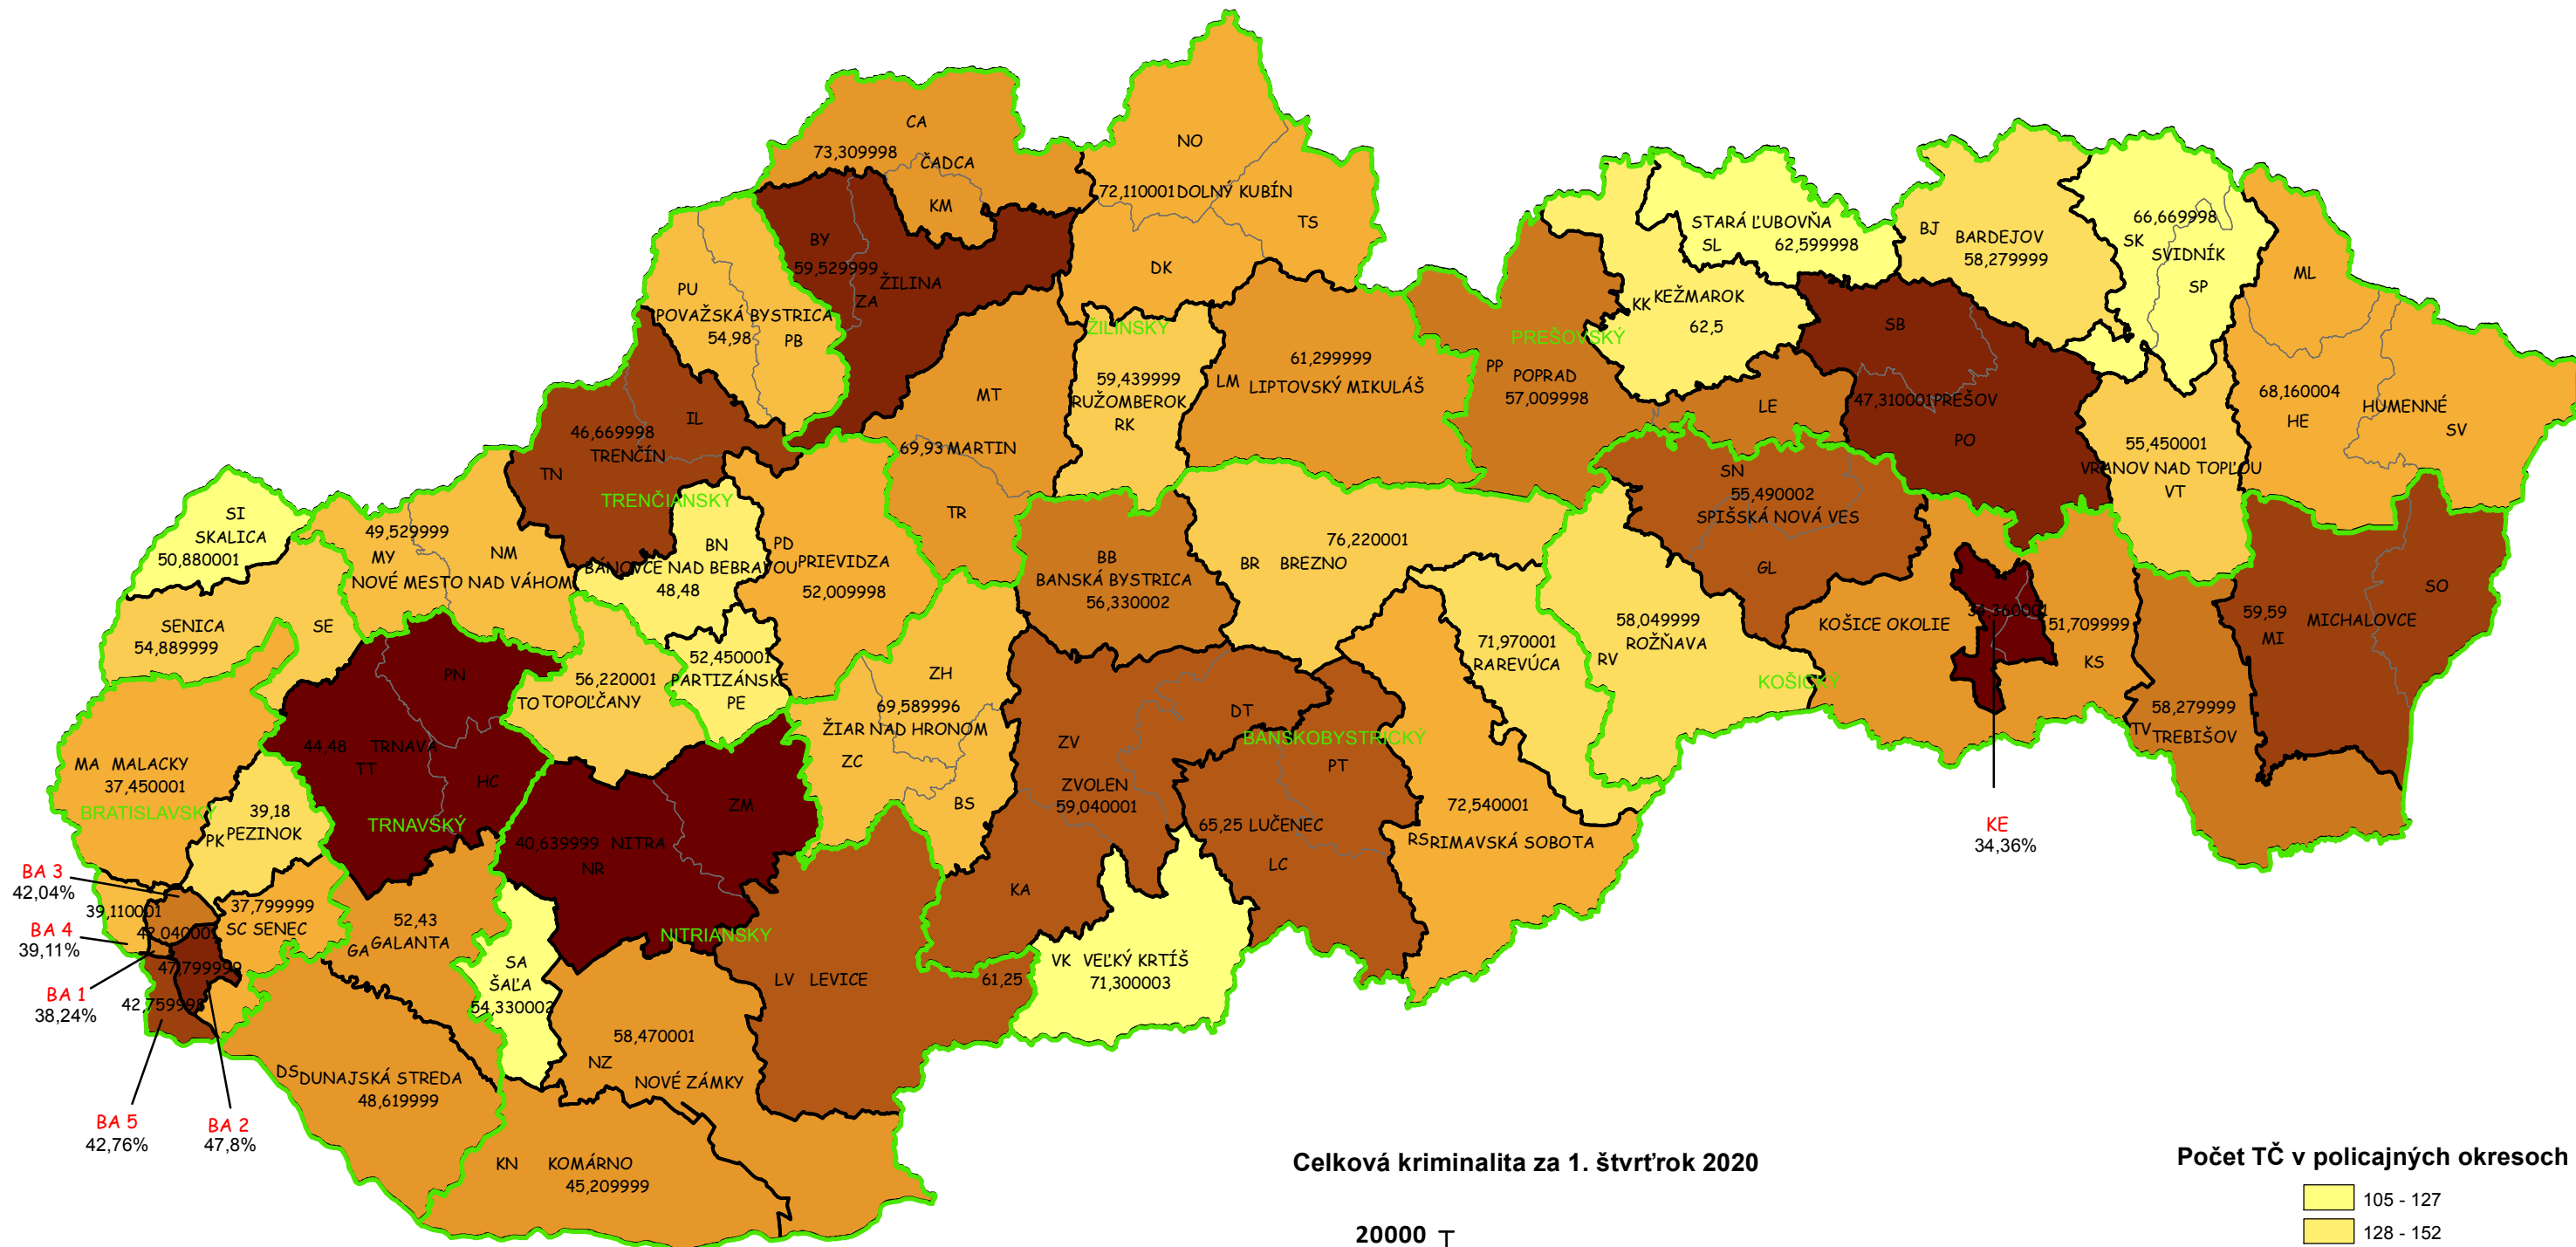 CA
73,309998
ČADCA
KM
NO
72,110001 DOLNÝ KUBÍN
TS
DK
BY
59,529999
ŽILINA
ZA
PU
POVAŽSKÁ BYSTRICA
54,98
PB
ŽILINSKÝ
STARÁ ĽUBOVŇA
SL
62,599998
BJ
BARDEJOV
58,279999
66,669998
SK
SVIDNÍK
SP
ML
KK KEŽMAROK
62,5
PREŠOVSKÝ
SB
47,310001 PREŠOV
PO
PP
POPRAD
57,009998
LE
61,299999
LM LIPTOVSKÝ MIKULÁŠ
59,439999
RUŽOMBEROK
RK
MT
69,93 MARTIN
TR
IL
46,669998
TRENČÍN
TN
TRENČIANSKY
68,160004
HE
HUMENNÉ
SV
55,450001
VRANOV NAD TOPĽOU
VT
SN
55,490002
SPIŠSKÁ NOVÁ VES
GL
SI
SKALICA
50,880001
49,529999
MY
NM
NOVÉ MESTO NAD VÁHOM
BN
BÁNOVCE NAD BEBRAVOU
48,48
PD
PRIEVIDZA
52,009998
BB
BANSKÁ BYSTRICA
56,330002
76,220001
BR BREZNO
SENICA
54,889999
SE
52,450001
PARTIZÁNSKE
PE
56,220001
TO TOPOĽČANY
71,970001
RA REVÚCA
58,049999
ROŽŇAVA
RV
KOŠICKÝ
KOŠICE OKOLIE
34,360001
51,709999
KS
59,59
MI
MICHALOVCE
SO
58,279999
TV
TREBIŠOV
PN
44,48 TRNAVA
TT
HC
TRNAVSKÝ
MA MALACKY
37,450001
BRATISLAVSKÝ
39,18
PK
PEZINOK
ZH
69,589996
ŽIAR NAD HRONOM
ZC
BS
ZV
ZVOLEN
59,040001
KA
DT
BANSKOBYSTRICKÝ
PT
65,25 LUČENEC
LC
72,540001
RS RIMAVSKÁ SOBOTA
ZM
40,639999 NITRA
NR
NITRIANSKY
KE
34,36%
BA 3
42,04%
39,110001
42,040001
BA 4
39,11%
37,799999
SC SENEC
52,43
GA GALANTA
47,799999
BA 1
38,24%
42,759998
SA
ŠAĽA
54,330002
LV LEVICE
61,25
VK VEĽKÝ KRTÍŠ
71,300003
58,470001
NZ
NOVÉ ZÁMKY
DS DUNAJSKÁ STREDA
48,619999
BA 5
42,76%
BA 2
47,8%
KN KOMÁRNO
45,209999
Celková kriminalita za 1. štvrťrok 2020
20000
Počet TČ v policajných okresoch
105 - 127
128 - 152